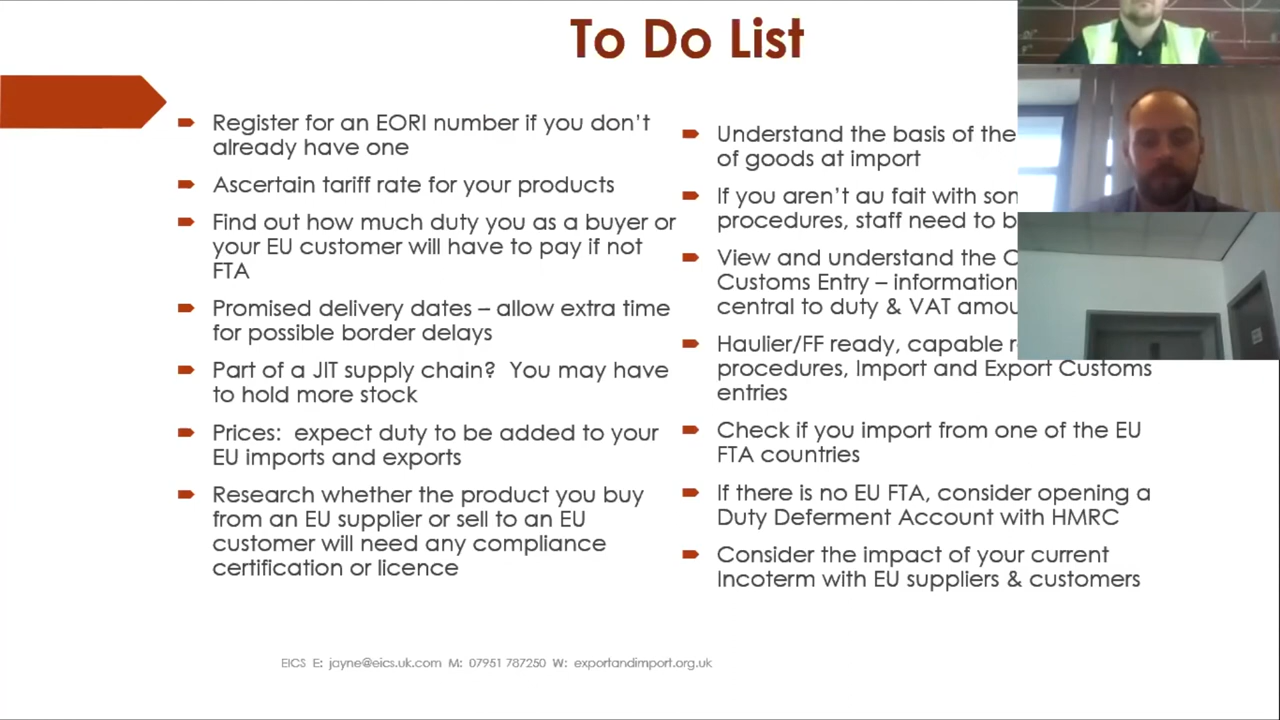 To Do List
Register for an EORI number if you don't
already have one
Ascertain tariff rate for your products
Find out how much duty you as a buyer or
your EU customer will have to pay if not
FTA
Promised delivery dates – allow extra time
for possible border delays
Part of a JIT supply chain?  You may have
to hold more stock
Prices:  expect duty to be added to your
EU imports and exports
Research whether the product you buy
from an EU supplier or sell to an EU
customer will need any compliance
certification or licence
Understand the basis of the
of goods at import
If you aren't au fait with
procedures, staff need to
View and understand the
Customs Entry – information
central to duty & VAT
Haulier/FF ready, capable
procedures, Import and Export Customs
entries
Check if you import from one of the EU
FTA countries
If there is no EU FTA, consider opening a
Duty Deferment Account with HMRC
Consider the impact of your current
Incoterm with EU suppliers & customers
EICS E: jayne@eics.uk.com M: 07951 787250 W: exportandimport.org.uk